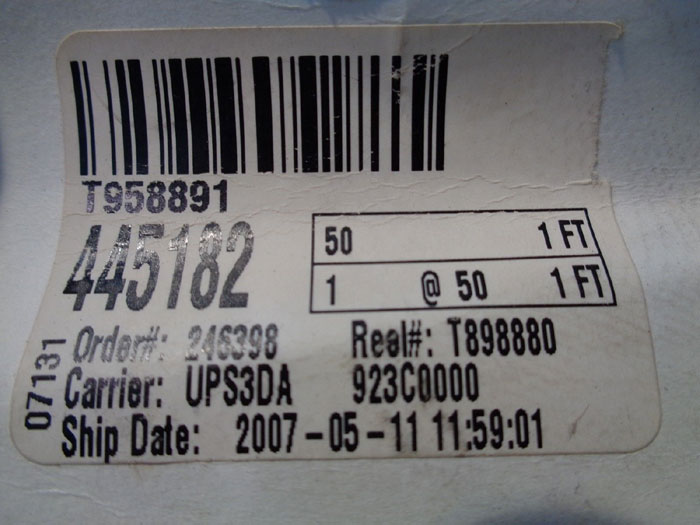 T958891
445182
50 1 FT
1 @ 50 1 FT
Order#: 246398 Reel#: T898880
Carrier: UPS3DA 923C0000
Ship Date: 2007-05-11 11:59:01
07131